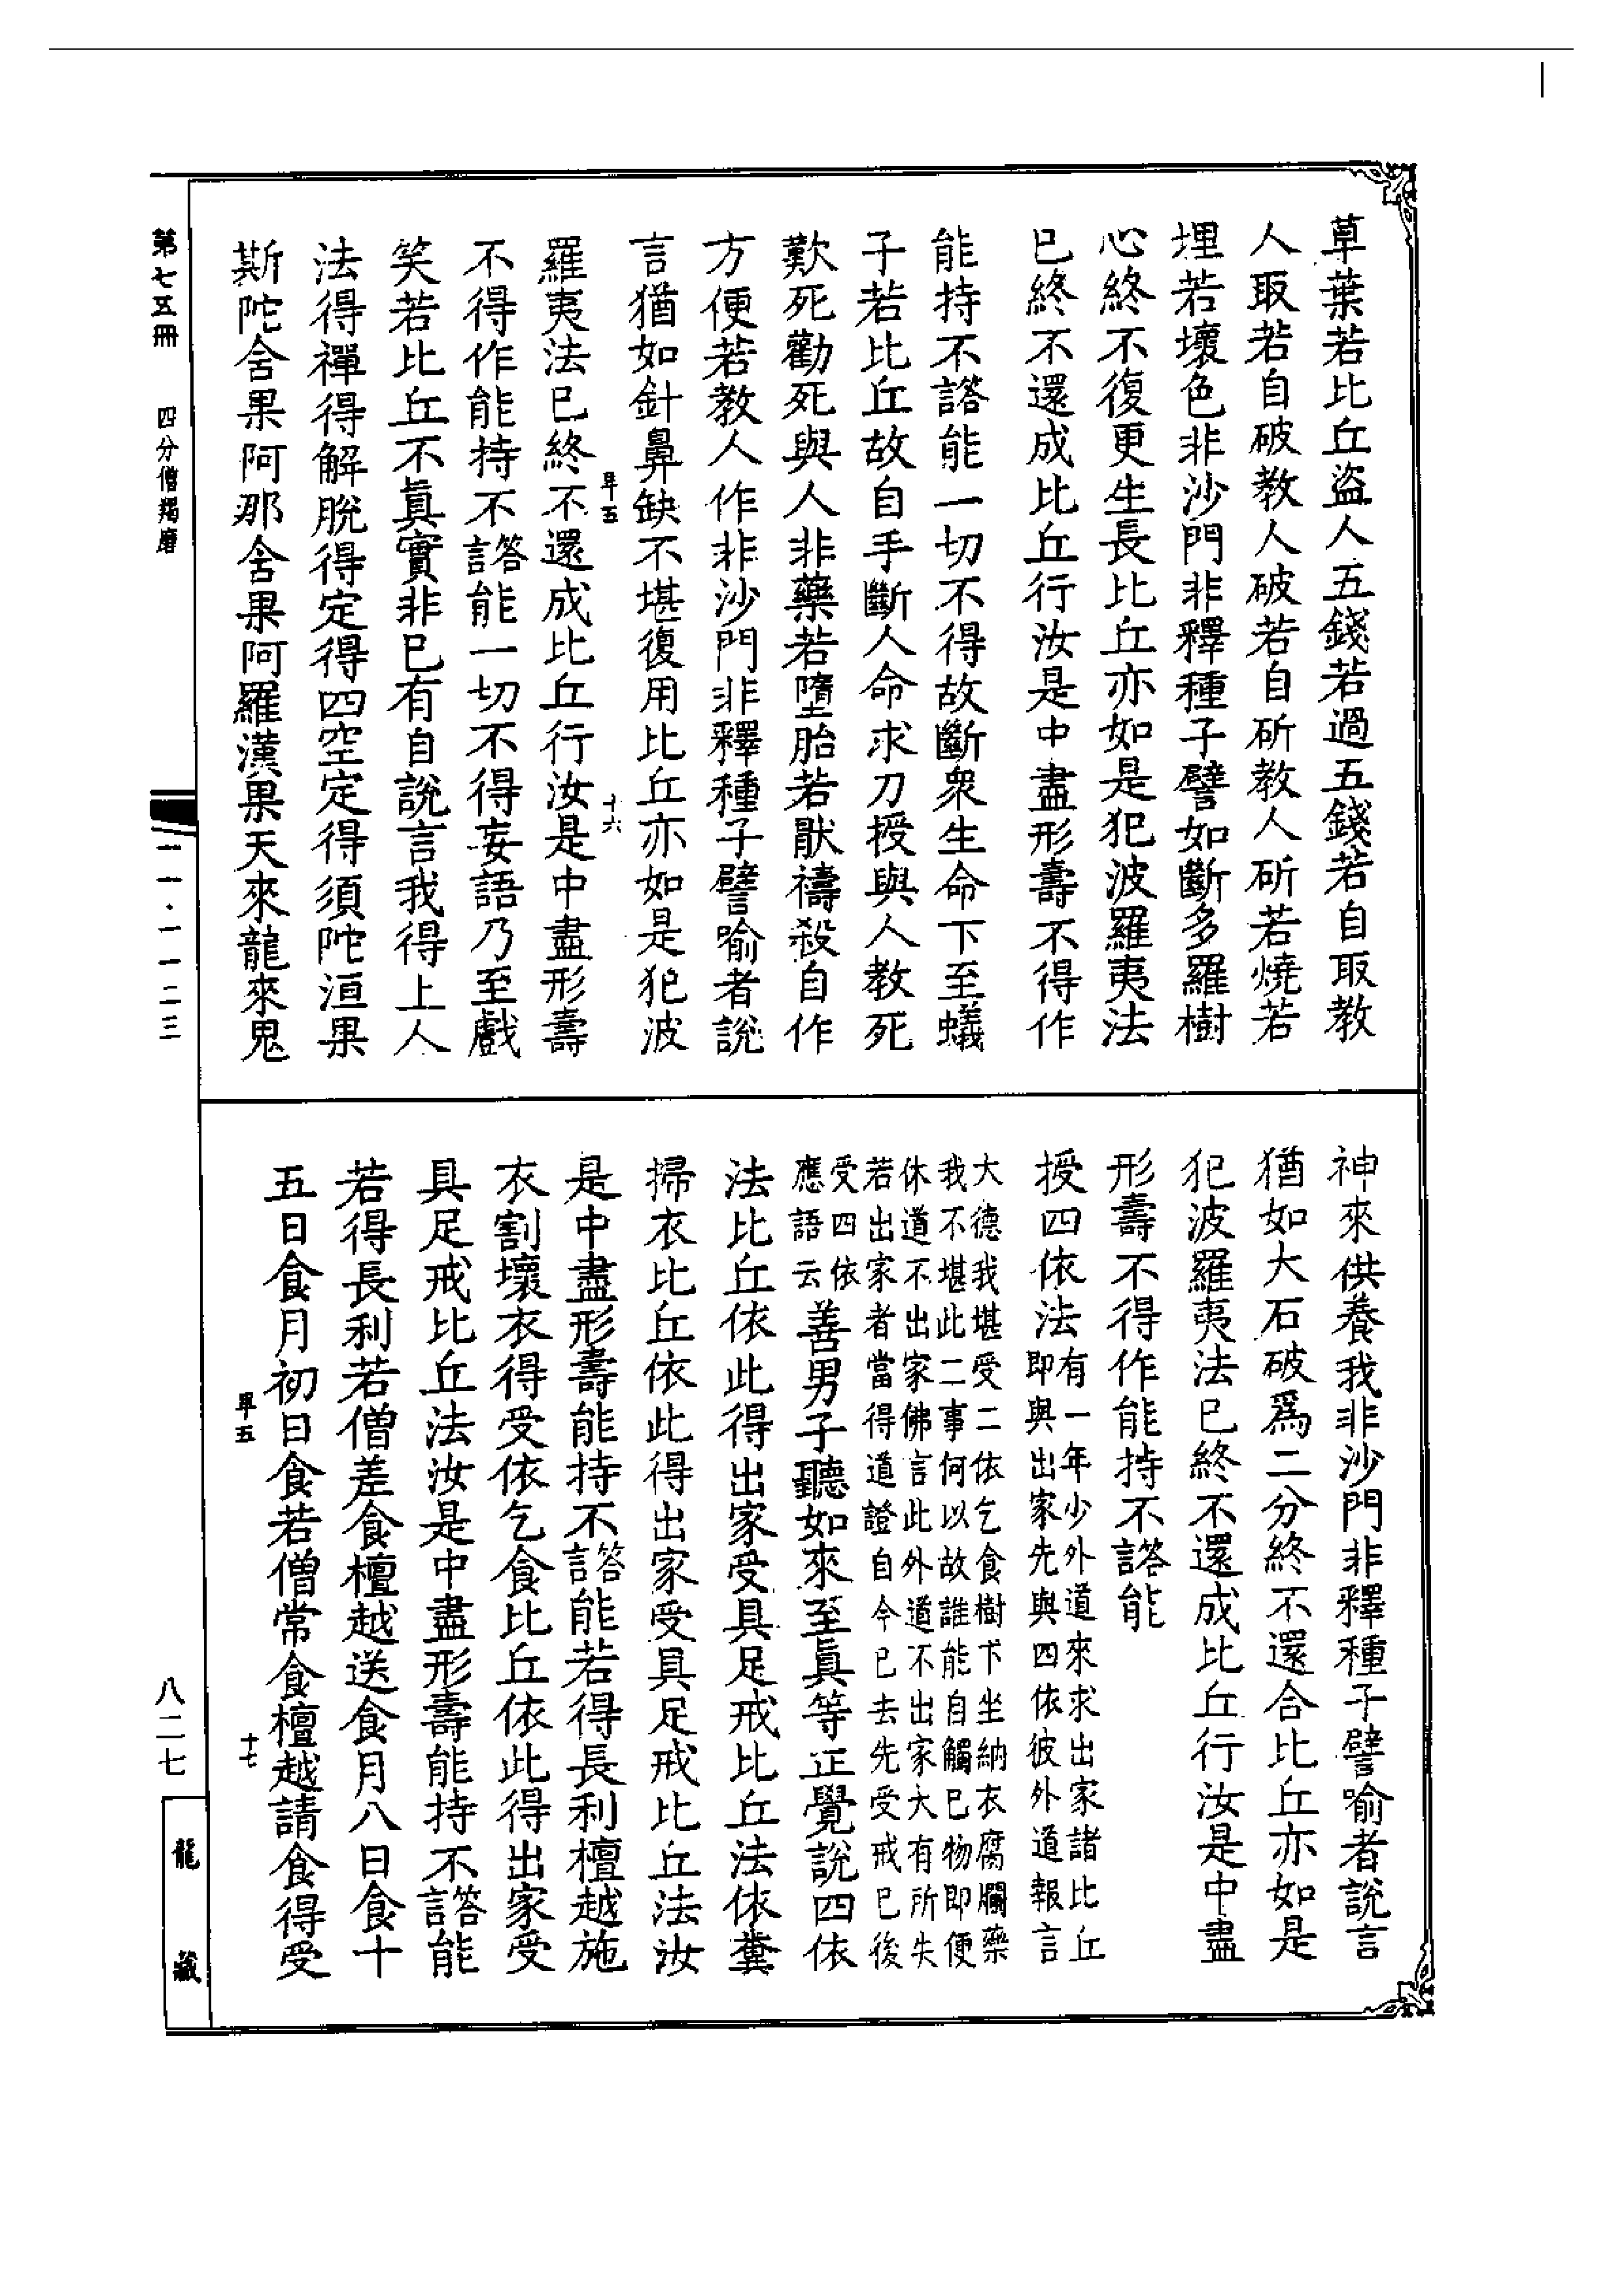 草葉若比丘盜人五錢若過五錢若自取教
人取若自破教人破若自斫教人斫若燒若
埋若壞色非沙門非釋種子譬如斷多羅樹
心終不復更生長比丘亦如是犯波羅夷法
已終不還成比丘行汝是中盡形壽不得作
能持不答言能一切不得故斷衆生命下至蟻
子若比丘故自手斷人命求刀授與人教死
歎死勸死與人非藥若墮胎若猒禱殺自作
方便若教人作非沙門非釋種子譬喻者說
言猶如針鼻缺不堪復用比丘亦如是犯波
羅夷法已終不還成比丘行汝是中盡形壽
不得作能持不答言能一切不得妄語乃至戲
笑若比丘不眞實非已有自說言我得上人
法得禪得解脫得定得四空定得須陀洹果
斯陀舍果阿那舍果阿羅漢果天來龍來鬼
神來供養我非沙門非釋種子譬喻者說言
猶如大石破爲二分終不還合比丘亦如是
犯波羅夷法已終不還成比丘行汝是中盡
形壽不得作能持不答言能
授四依法有一年少外道來求出家諸比丘
即與出家先與四依彼外道報言
大德我堪受二依乞食樹下坐納衣腐爛藥
我不堪此二事何以故誰能自觸已物即便
休道不出家佛言此外道不出家大有所失
若出家者當得道證自今已去先受戒已後
受四依
應語云善男子聽如來至眞等正覺說四依
法比丘依此得出家受具足戒比丘法依糞
掃衣比丘依此得出家受具足戒比丘法汝
是中盡形壽能持不答言能若得長利檀越施
衣割壞衣得受依乞食比丘依此得出家受
具足戒比丘法汝是中盡形壽能持不答言能
若得長利若僧差食檀越送食月八日食十
五日食月初日食若僧常食檀越請食得受
第七五冊 四分僧羯磨
一一一·一一二三
八二七
龍藏
早五
十六
早五
十七